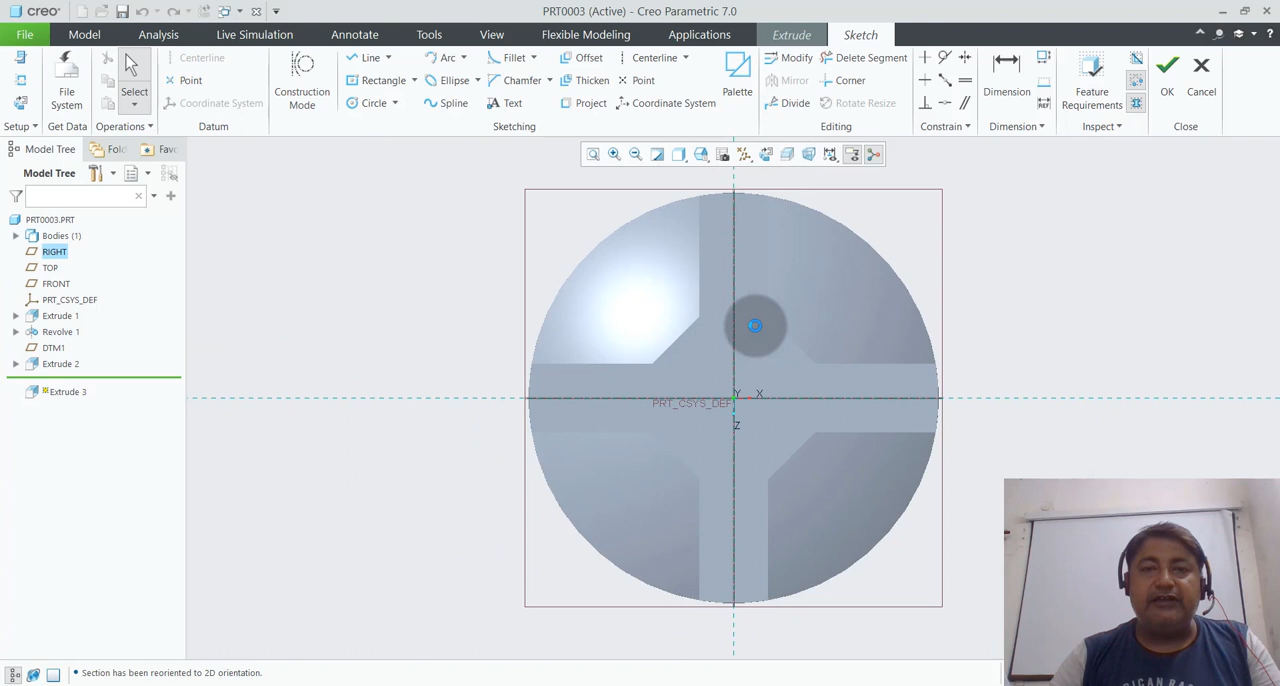 creo
PRT0003 (Active) - Creo Parametric 7.0
File Model Analysis Live Simulation Annotate Tools View Flexible Modeling Applications Extrude Sketch
Setup
File System
Get Data
Select
Operations
Centerline
Point
Coordinate System
Datum
Construction Mode
Line Arc Fillet Offset Centerline
Rectangle Ellipse Chamfer Thicken Point
Circle Spline Text Project Coordinate System
Palette
Sketching
Modify Delete Segment
Mirror Corner
Divide Rotate Resize
Editing
Constrain
Dimension
Dimension
Feature Requirements
Inspect
OK
Cancel
Close
Model Tree Fold Favc
Model Tree
PRT0003.PRT
Bodies (1)
RIGHT
TOP
FRONT
PRT_CSYS_DEF
Extrude 1
Revolve 1
DTM1
Extrude 2
Extrude 3
Y X
PRT_CSYS_DEF
Z
Section has been reoriented to 2D orientation.